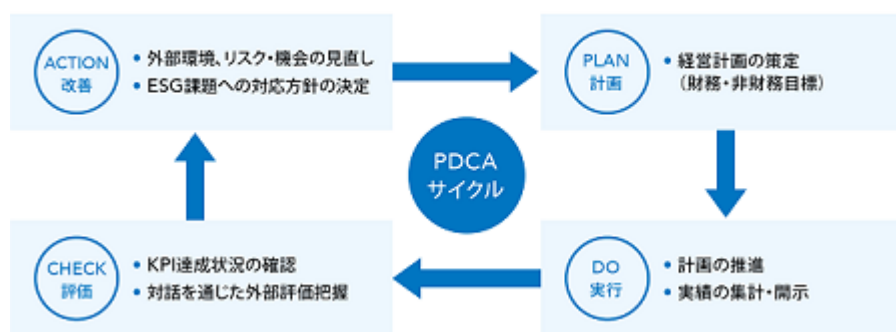 ACTION
改善
・外部環境、リスク・機会の見直し
・ESG課題への対応方針の決定
PLAN
計画
・経営計画の策定
（財務・非財務目標）
PDCA
サイクル
CHECK
評価
・KPI達成状況の確認
・対話を通じた外部評価把握
DO
実行
・計画の推進
・実績の集計・開示